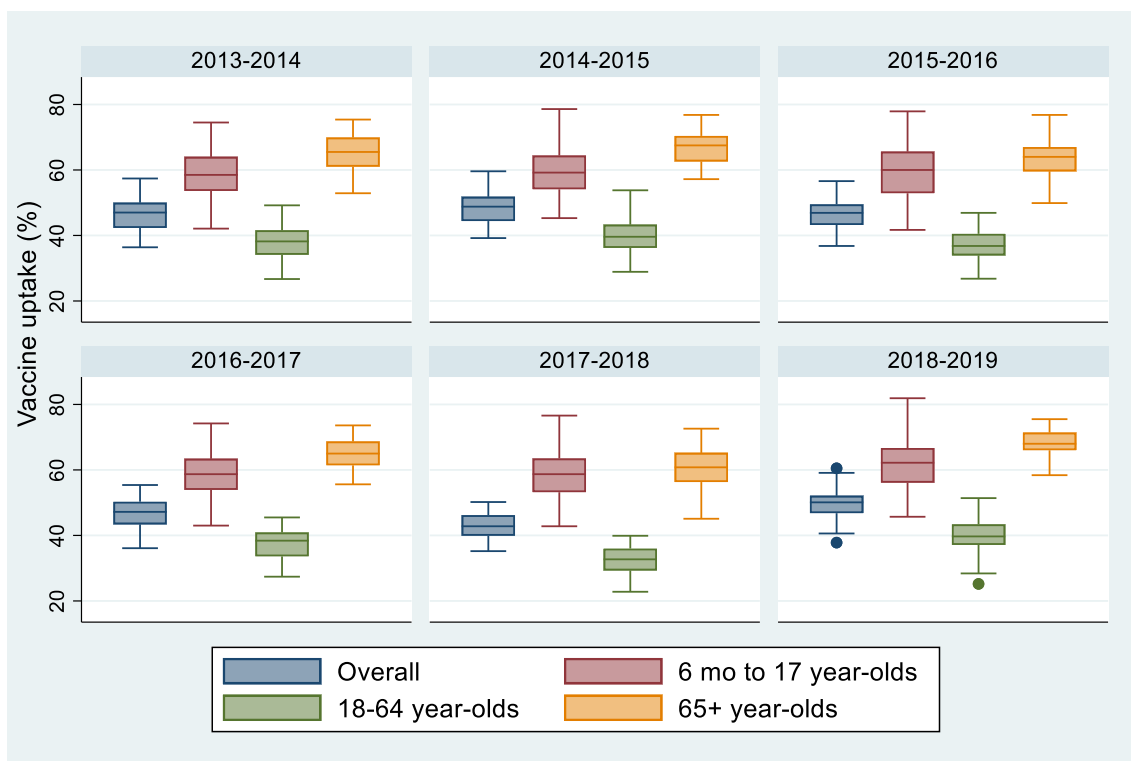 2013-2014
2014-2015
2015-2016
80
60
40
20
Vaccine uptake (%)
2016-2017
2017-2018
2018-2019
80
60
40
20
Overall
6 mo to 17 year-olds
18-64 year-olds
65+ year-olds